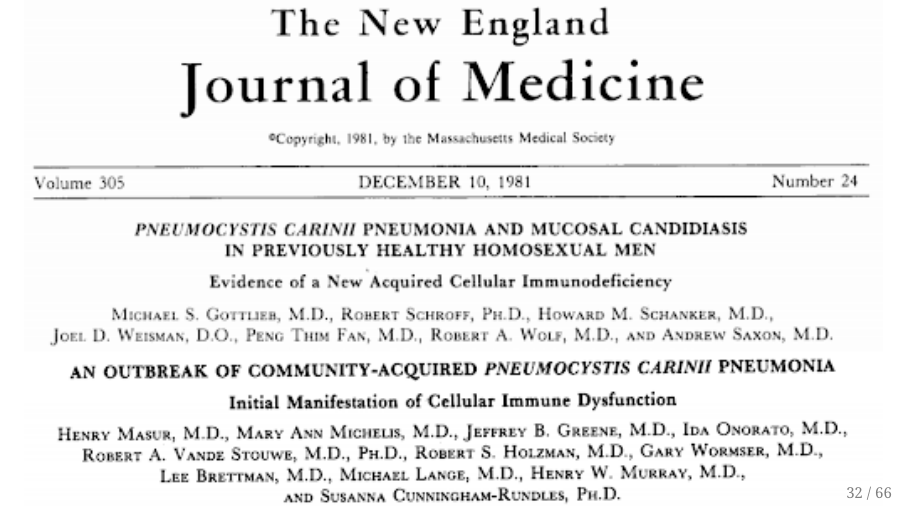 The New England
Journal of Medicine
©Copyright, 1981, by the Massachusetts Medical Society
Volume 305 DECEMBER 10, 1981 Number 24
PNEUMOCYSTIS CARINII PNEUMONIA AND MUCOSAL CANDIDIASIS
IN PREVIOUSLY HEALTHY HOMOSEXUAL MEN
Evidence of a New Acquired Cellular Immunodeficiency
Michael S. Gottlieb, M.D., Robert Schroff, Ph.D., Howard M. Schanker, M.D.,
Joel D. Weisman, D.O., Peng Thim Fan, M.D., Robert A. Wolf, M.D., and Andrew Saxon, M.D.
AN OUTBREAK OF COMMUNITY-ACQUIRED PNEUMOCYSTIS CARINII PNEUMONIA
Initial Manifestation of Cellular Immune Dysfunction
Henry Masur, M.D., Mary Ann Michelis, M.D., Jeffrey B. Greene, M.D., Ida Onorato, M.D.,
Robert A. Vande Stouwe, M.D., Ph.D., Robert S. Holzman, M.D., Gary Wormser, M.D.,
Lee Brettman, M.D., Michael Lange, M.D., Henry W. Murray, M.D.,
and Susanna Cunningham-Rundles, Ph.D.
32 / 66